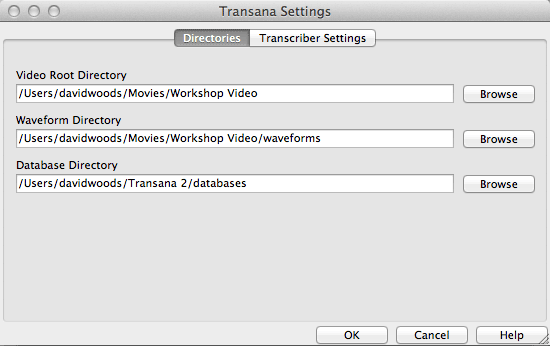 Transana Settings
Directories Transcriber Settings
Video Root Directory
/Users/davidwoods/Movies/Workshop Video Browse
Waveform Directory
/Users/davidwoods/Movies/Workshop Video/waveforms Browse
Database Directory
/Users/davidwoods/Transana 2/databases Browse
OK Cancel Help